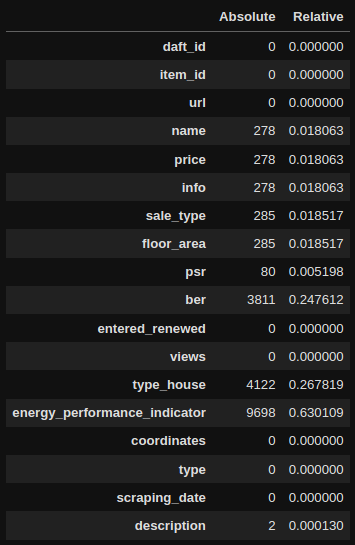 Absolute Relative
daft_id 0 0.000000
item_id 0 0.000000
url 0 0.000000
name 278 0.018063
price 278 0.018063
info 278 0.018063
sale_type 285 0.018517
floor_area 285 0.018517
psr 80 0.005198
ber 3811 0.247612
entered_renewed 0 0.000000
views 0 0.000000
type_house 4122 0.267819
energy_performance_indicator 9698 0.630109
coordinates 0 0.000000
type 0 0.000000
scraping_date 0 0.000000
description 2 0.000130